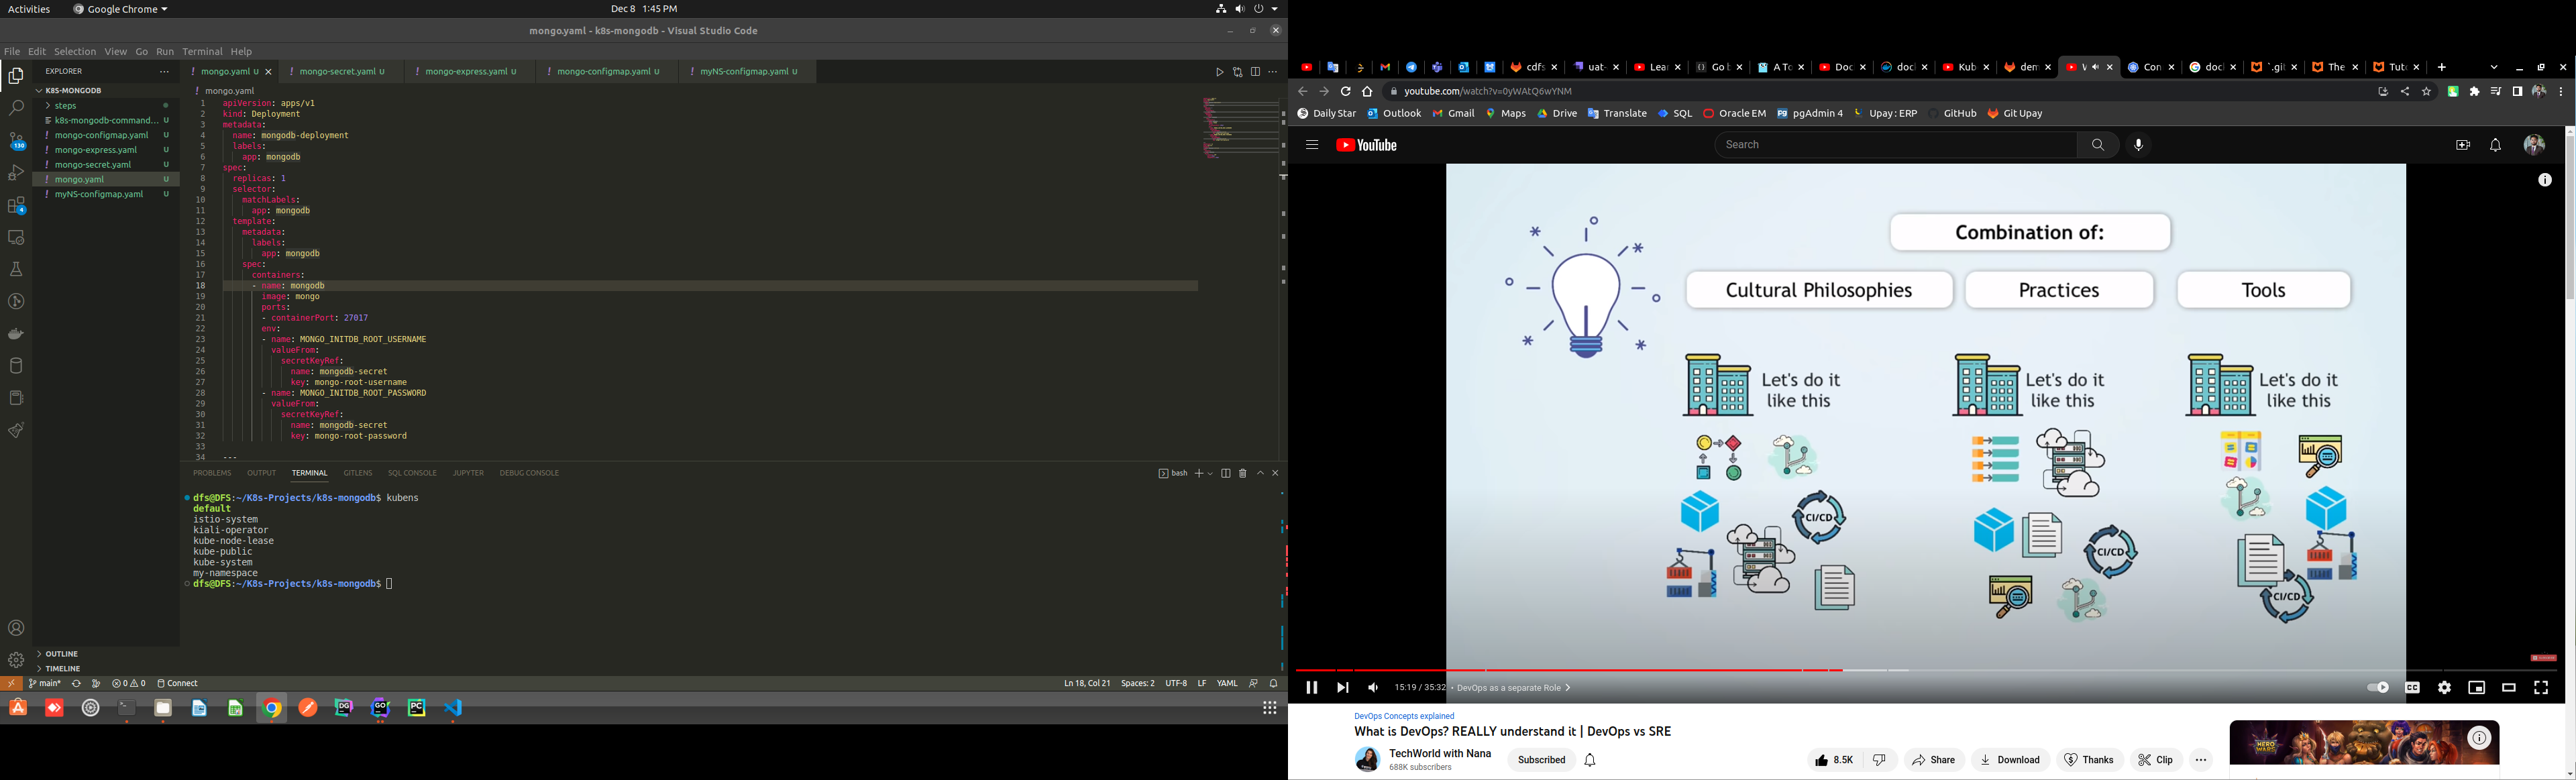 Activities
Google Chrome
Dec 8 1:45 PM
mongo.yaml - k8s-mongodb - Visual Studio Code
File Edit Selection View Go Run Terminal Help
EXPLORER
K8S-MONGODB
steps
k8s-mongodb-command... U
mongo-configmap.yaml U
mongo-express.yaml U
mongo-secret.yaml U
mongo.yaml U
myNS-configmap.yaml U
130
4
OUTLINE
TIMELINE
mongo.yaml U
mongo-secret.yaml U
mongo-express.yaml U
mongo-configmap.yaml U
myNS-configmap.yaml U
mongo.yaml
1 apiVersion: apps/v1
2 kind: Deployment
3 metadata:
4 name: mongodb-deployment
5 labels:
6 app: mongodb
7 spec:
8 replicas: 1
9 selector:
10 matchLabels:
11 app: mongodb
12 template:
13 metadata:
14 labels:
15 app: mongodb
16 spec:
17 containers:
18 - name: mongodb
19 image: mongo
20 ports:
21 - containerPort: 27017
22 env:
23 - name: MONGO_INITDB_ROOT_USERNAME
24 valueFrom:
25 secretKeyRef:
26 name: mongodb-secret
27 key: mongo-root-username
28 - name: MONGO_INITDB_ROOT_PASSWORD
29 valueFrom:
30 secretKeyRef:
31 name: mongodb-secret
32 key: mongo-root-password
33
34 ---
PROBLEMS OUTPUT TERMINAL GITLENS SQL CONSOLE JUPYTER DEBUG CONSOLE
bash
dfs@DFS:~/K8s-Projects/k8s-mongodb$ kubens
default
istio-system
kiali-operator
kube-node-lease
kube-public
kube-system
my-namespace
dfs@DFS:~/K8s-Projects/k8s-mongodb$
main* 0 0 Connect
Ln 18, Col 21 Spaces: 2 UTF-8 LF YAML
DG GO PC
cdfs uat- Lear Go b A To Doc doci Kub dem Con docl `.git The Tuto
youtube.com/watch?v=0yWAtQ6wYNM
Daily Star Outlook Gmail Maps Drive Translate SQL Oracle EM pgAdmin 4 Upay : ERP GitHub Git Upay
YouTube
Search
Combination of:
Cultural Philosophies
Practices
Tools
Let's do it
like this
Let's do it
like this
Let's do it
like this
CI/CD
CI/CD
CI/CD
15:19 / 35:32 • DevOps as a separate Role
DevOps Concepts explained
What is DevOps? REALLY understand it | DevOps vs SRE
TechWorld with Nana
688K subscribers
Subscribed
8.5K
Share
Download
Thanks
Clip
HERO WARS